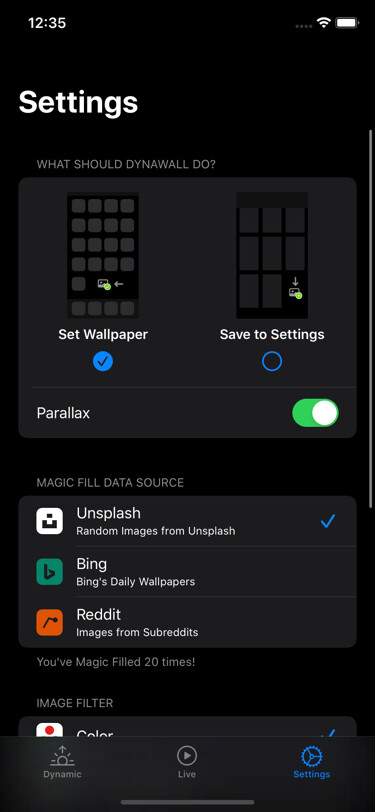 12:35
Settings
WHAT SHOULD DYNAWALL DO?
Set Wallpaper
Save to Settings
Parallax
MAGIC FILL DATA SOURCE
Unsplash
Random Images from Unsplash
Bing
Bing's Daily Wallpapers
Reddit
Images from Subreddits
You've Magic Filled 20 times!
IMAGE FILTER
Color
Dynamic
Live
Settings